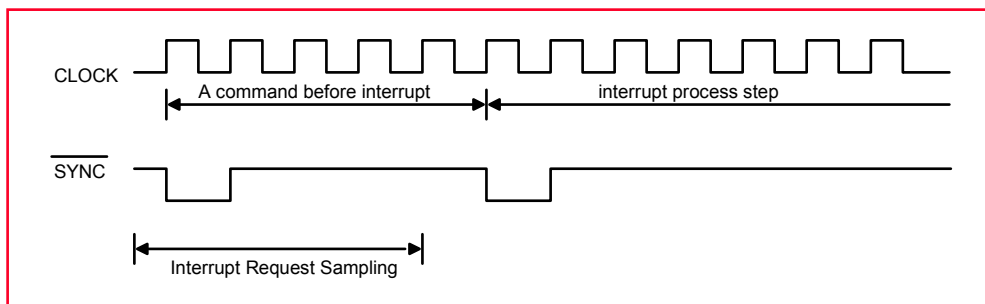 CLOCK
A command before interrupt
interrupt process step
SYNC
Interrupt Request Sampling